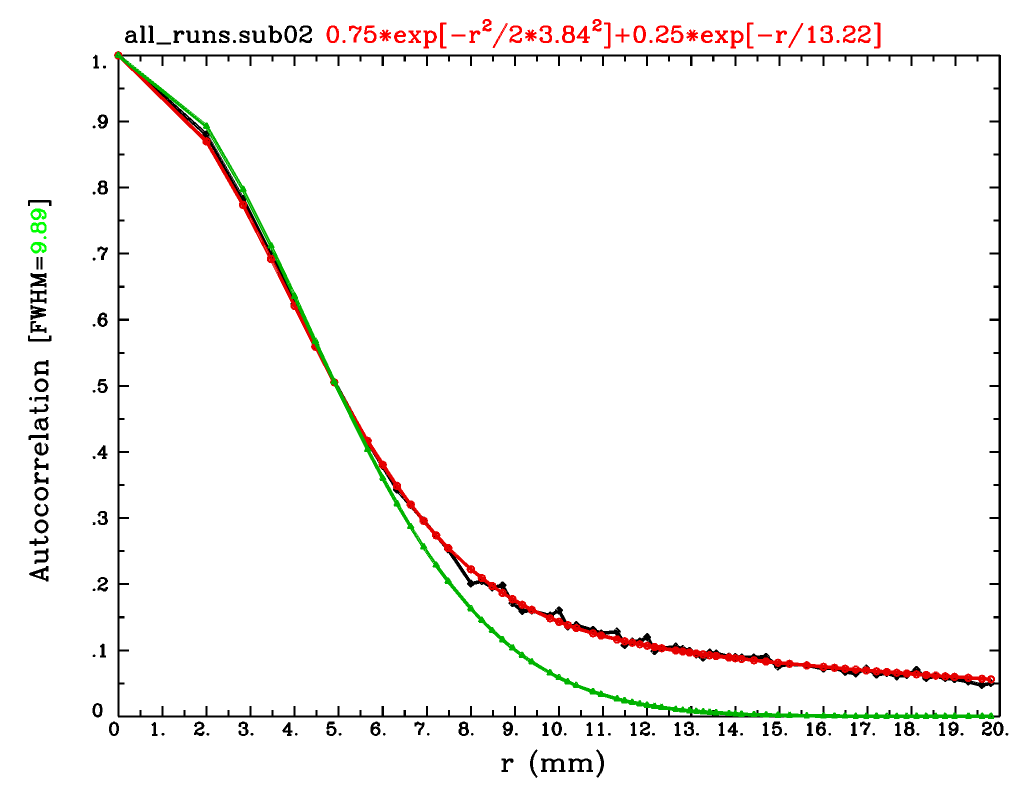 all_runs.sub02 0.75*exp[-r²/2*3.84²]+0.25*exp[-r/13.22]
1.
.9
.8
.7
.6
.5
.4
.3
.2
.1
0
Autocorrelation [FWHM=9.89]
0. 1. 2. 3. 4. 5. 6. 7. 8. 9. 10. 11. 12. 13. 14. 15. 16. 17. 18. 19. 20.
r (mm)